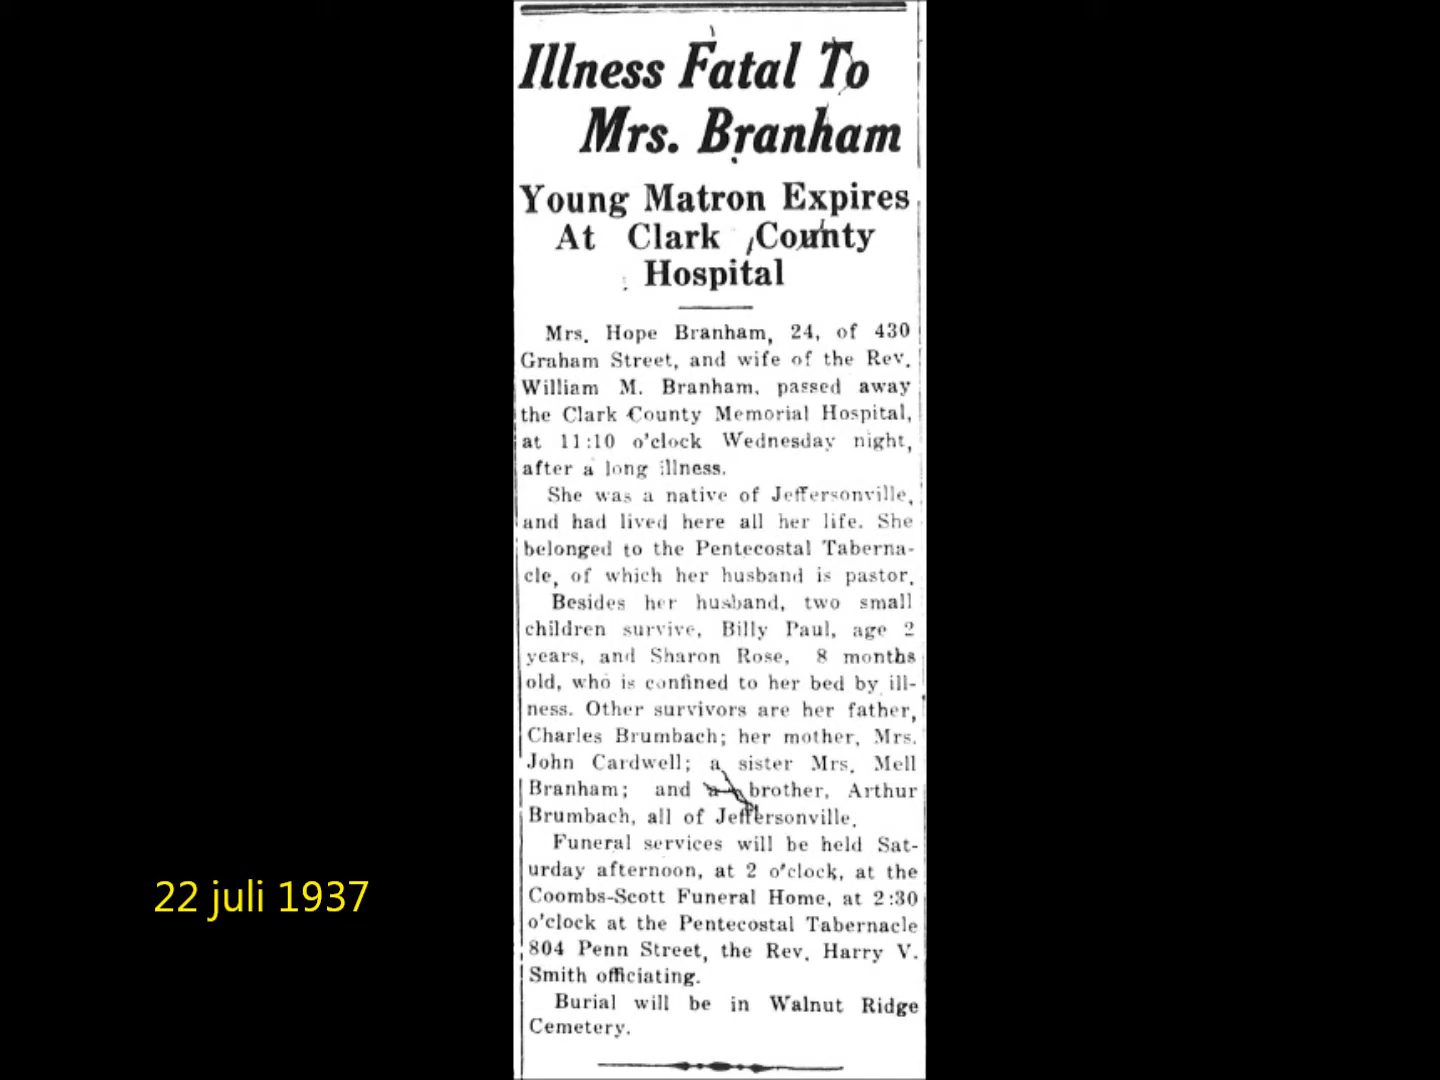 Illness Fatal To
Mrs. Branham
Young Matron Expires
At Clark County
Hospital
Mrs. Hope Branham, 24, of 430
Graham Street, and wife of the Rev.
William M. Branham, passed away
the Clark County Memorial Hospital,
at 11:10 o'clock Wednesday night,
after a long illness.
She was a native of Jeffersonville,
and had lived here all her life. She
belonged to the Pentecostal Taberna-
cle, of which her husband is pastor.
Besides her husband, two small
children survive, Billy Paul, age 2
years, and Sharon Rose, 8 months
old, who is confined to her bed by ill-
ness. Other survivors are her father,
Charles Brumbach; her mother, Mrs.
John Cardwell; a sister Mrs. Mell
Branham; and a brother, Arthur
Brumbach, all of Jeffersonville.
Funeral services will be held Sat-
urday afternoon, at 2 o'clock, at the
Coombs-Scott Funeral Home, at 2:30
o'clock at the Pentecostal Tabernacle
804 Penn Street, the Rev. Harry V.
Smith officiating.
Burial will be in Walnut Ridge
Cemetery.
22 juli 1937